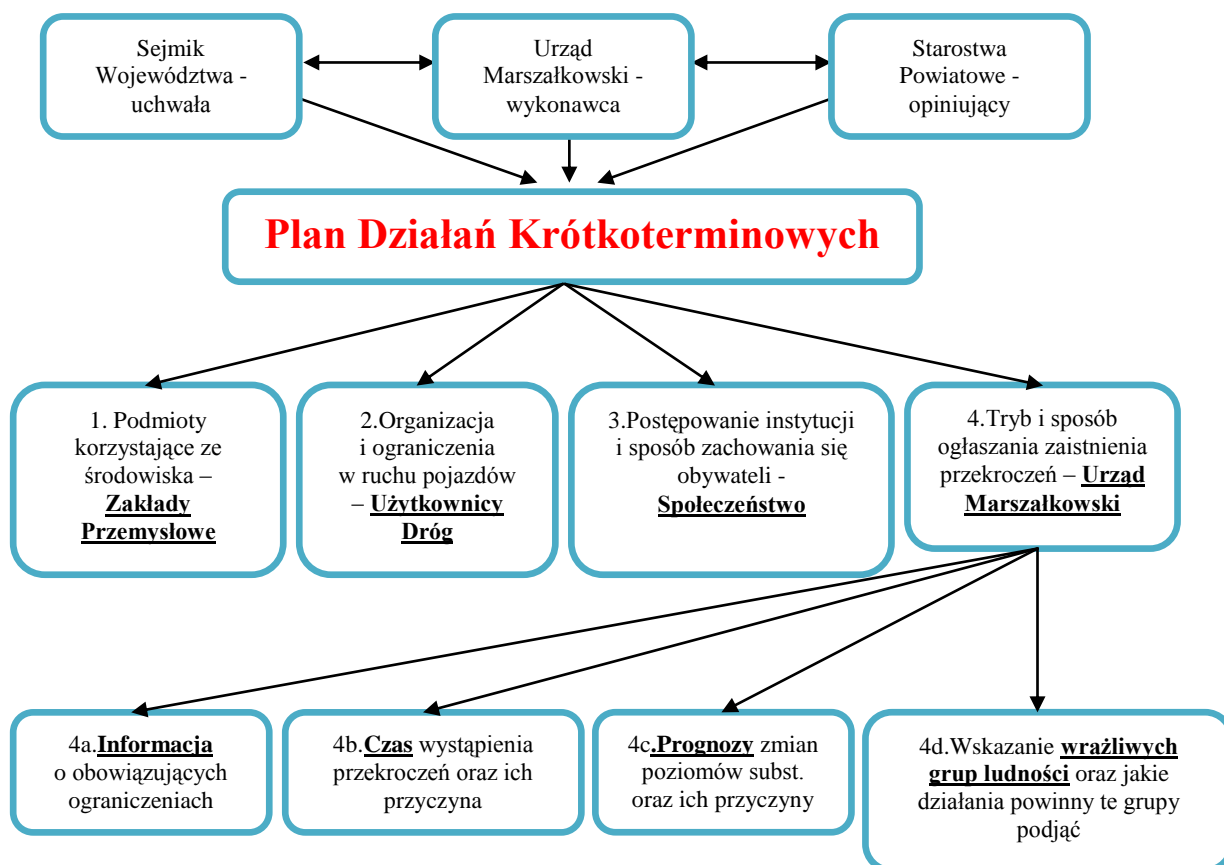 Sejmik
Województwa -
uchwała
Urząd
Marszałkowski -
wykonawca
Starostwa
Powiatowe -
opiniujący
Plan Działań Krótkoterminowych
1. Podmioty
korzystające ze
środowiska –
Zakłady
Przemysłowe
2.Organizacja
i ograniczenia
w ruchu pojazdów
– Użytkownicy
Dróg
3.Postępowanie instytucji
i sposób zachowania się
obywateli -
Społeczeństwo
4.Tryb i sposób
ogłaszania zaistnienia
przekroczeń – Urząd
Marszałkowski
4a.Informacja
o obowiązujących
ograniczeniach
4b.Czas wystąpienia
przekroczeń oraz ich
przyczyna
4c.Prognozy zmian
poziomów subst.
oraz ich przyczyny
4d.Wskazanie wrażliwych
grup ludności oraz jakie
działania powinny te grupy
podjąć